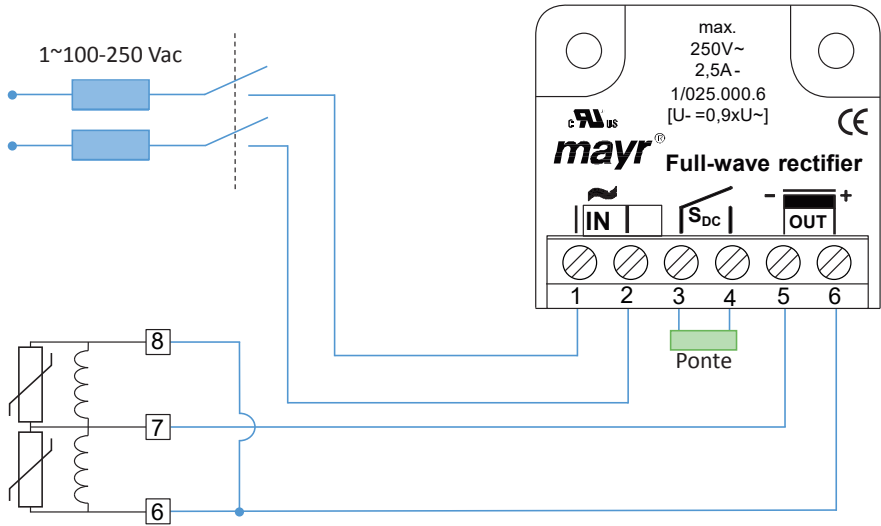 1~100-250 Vac
max.
250V~
2,5A-
1/025.000.6
[U- =0,9xU~]
c RU us
CE
mayr®
Full-wave rectifier
~
- +
IN
SDC
OUT
1 2 3 4 5 6
Ponte
8
7
6